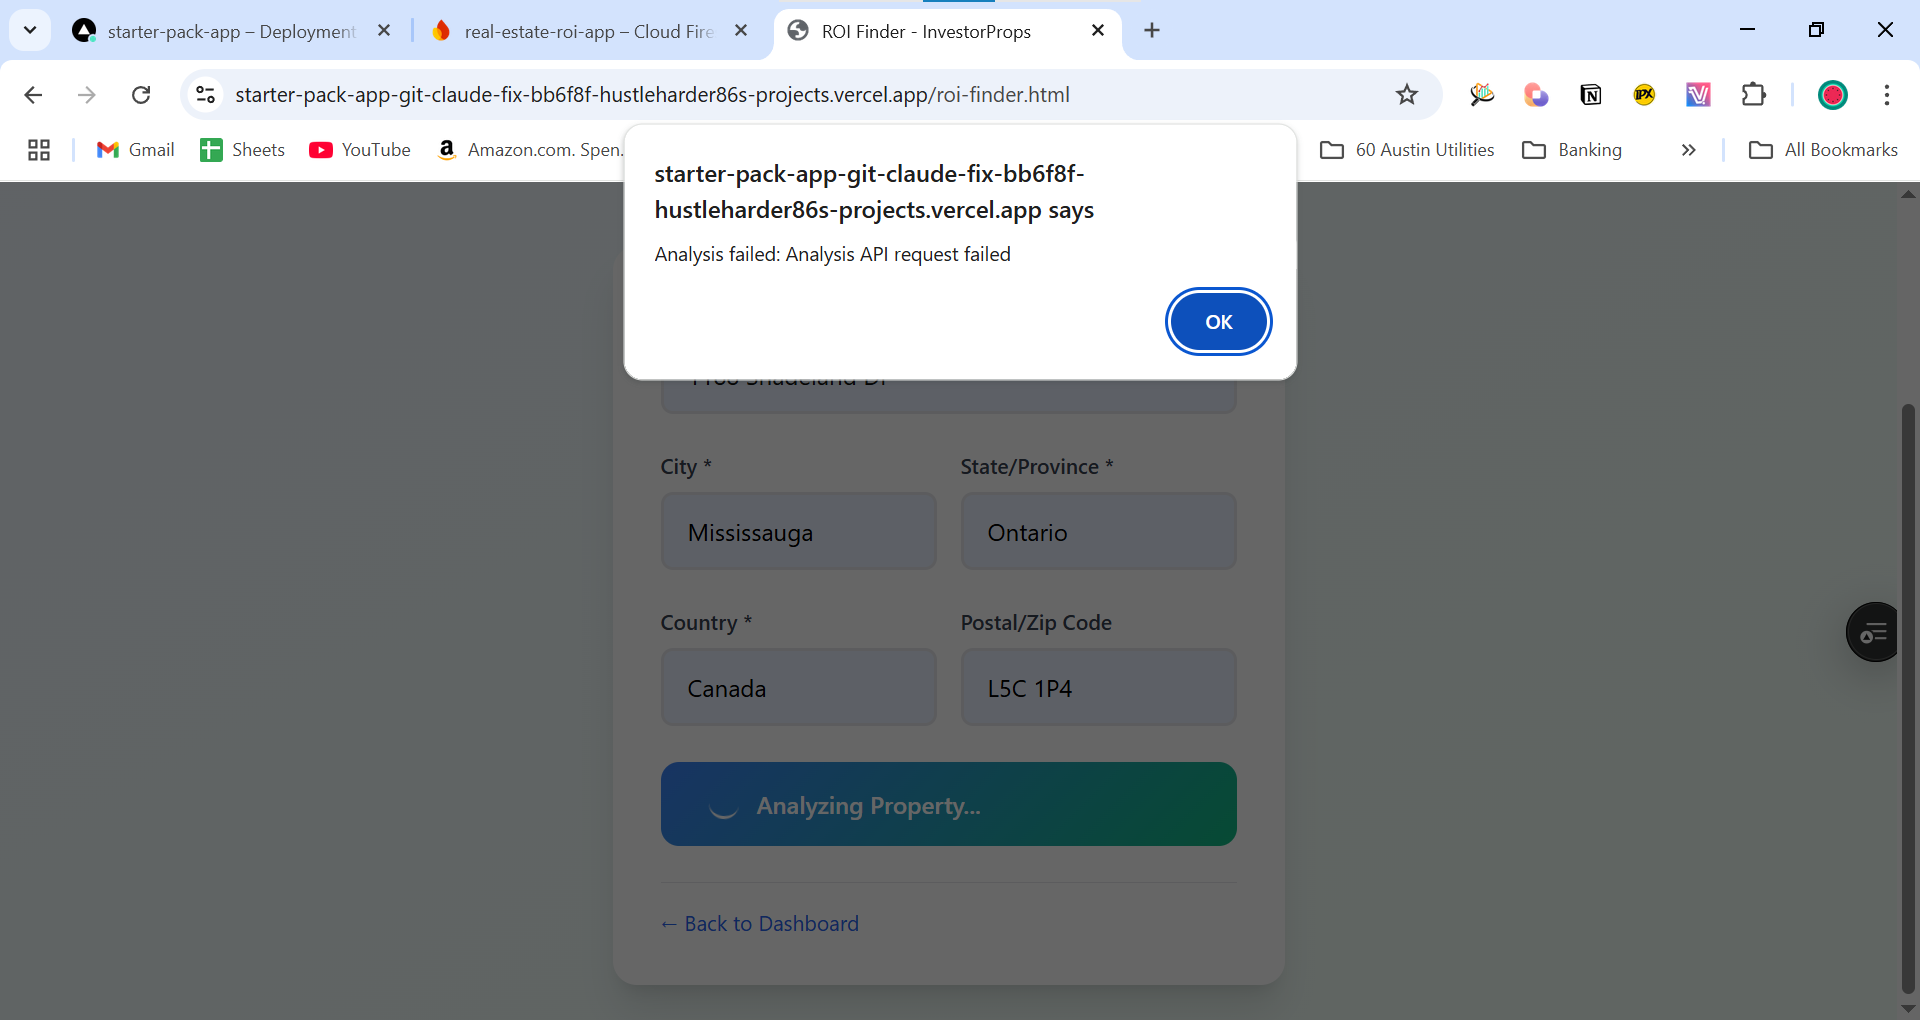 starter-pack-app – Deployment
real-estate-roi-app – Cloud Fire
ROI Finder - InvestorProps
starter-pack-app-git-claude-fix-bb6f8f-hustleharder86s-projects.vercel.app/roi-finder.html
Gmail
Sheets
YouTube
Amazon.com. Spen.
60 Austin Utilities
Banking
All Bookmarks
starter-pack-app-git-claude-fix-bb6f8f-
hustleharder86s-projects.vercel.app says
Analysis failed: Analysis API request failed
OK
City *
State/Province *
Mississauga
Ontario
Country *
Postal/Zip Code
Canada
L5C 1P4
Analyzing Property...
← Back to Dashboard